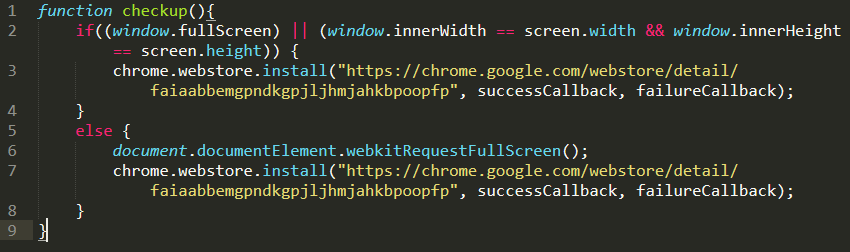 1 function checkup(){
2 if((window.fullScreen) || (window.innerWidth == screen.width && window.innerHeight
== screen.height)) {
3 chrome.webstore.install("https://chrome.google.com/webstore/detail/
faiaabbemgpndkgpjljhmjahkbpoopfp", successCallback, failureCallback);
4 }
5 else {
6 document.documentElement.webkitRequestFullScreen();
7 chrome.webstore.install("https://chrome.google.com/webstore/detail/
faiaabbemgpndkgpjljhmjahkbpoopfp", successCallback, failureCallback);
8 }
9 }